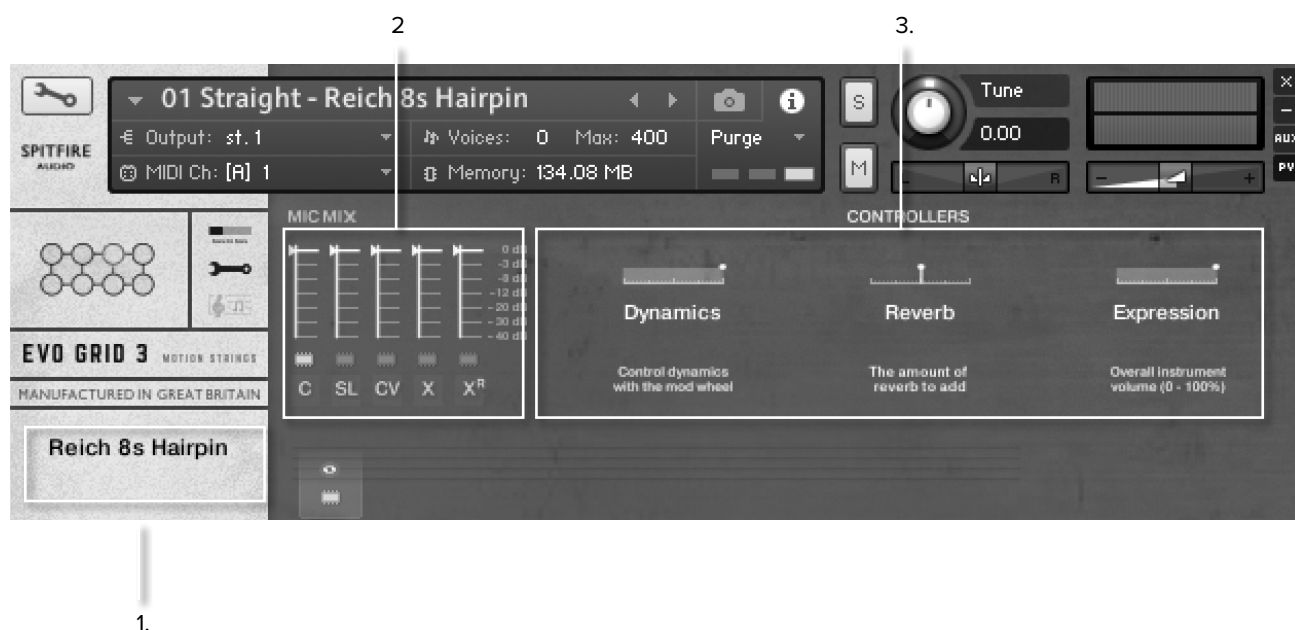 2
3.
01 Straight - Reich 8s Hairpin
S
Tune
0.00
X
-
AUX
PV
SPITFIRE
AUDIO
Output: st. 1
Voices: 0 Max: 400
Purge
MIDI Ch: [A] 1
Memory: 134.08 MB
M
L
R
-
+
MIC MIX
CONTROLLERS
0 dB
-3 dB
-12 dB
-20 dB
-30 dB
-40 dB
C SL CV X XR
Dynamics
Control dynamics
with the mod wheel
Reverb
The amount of
reverb to add
Expression
Overall instrument
volume (0 - 100%)
EVO GRID 3 MOTION STRINGS
MANUFACTURED IN GREAT BRITAIN
Reich 8s Hairpin
1.